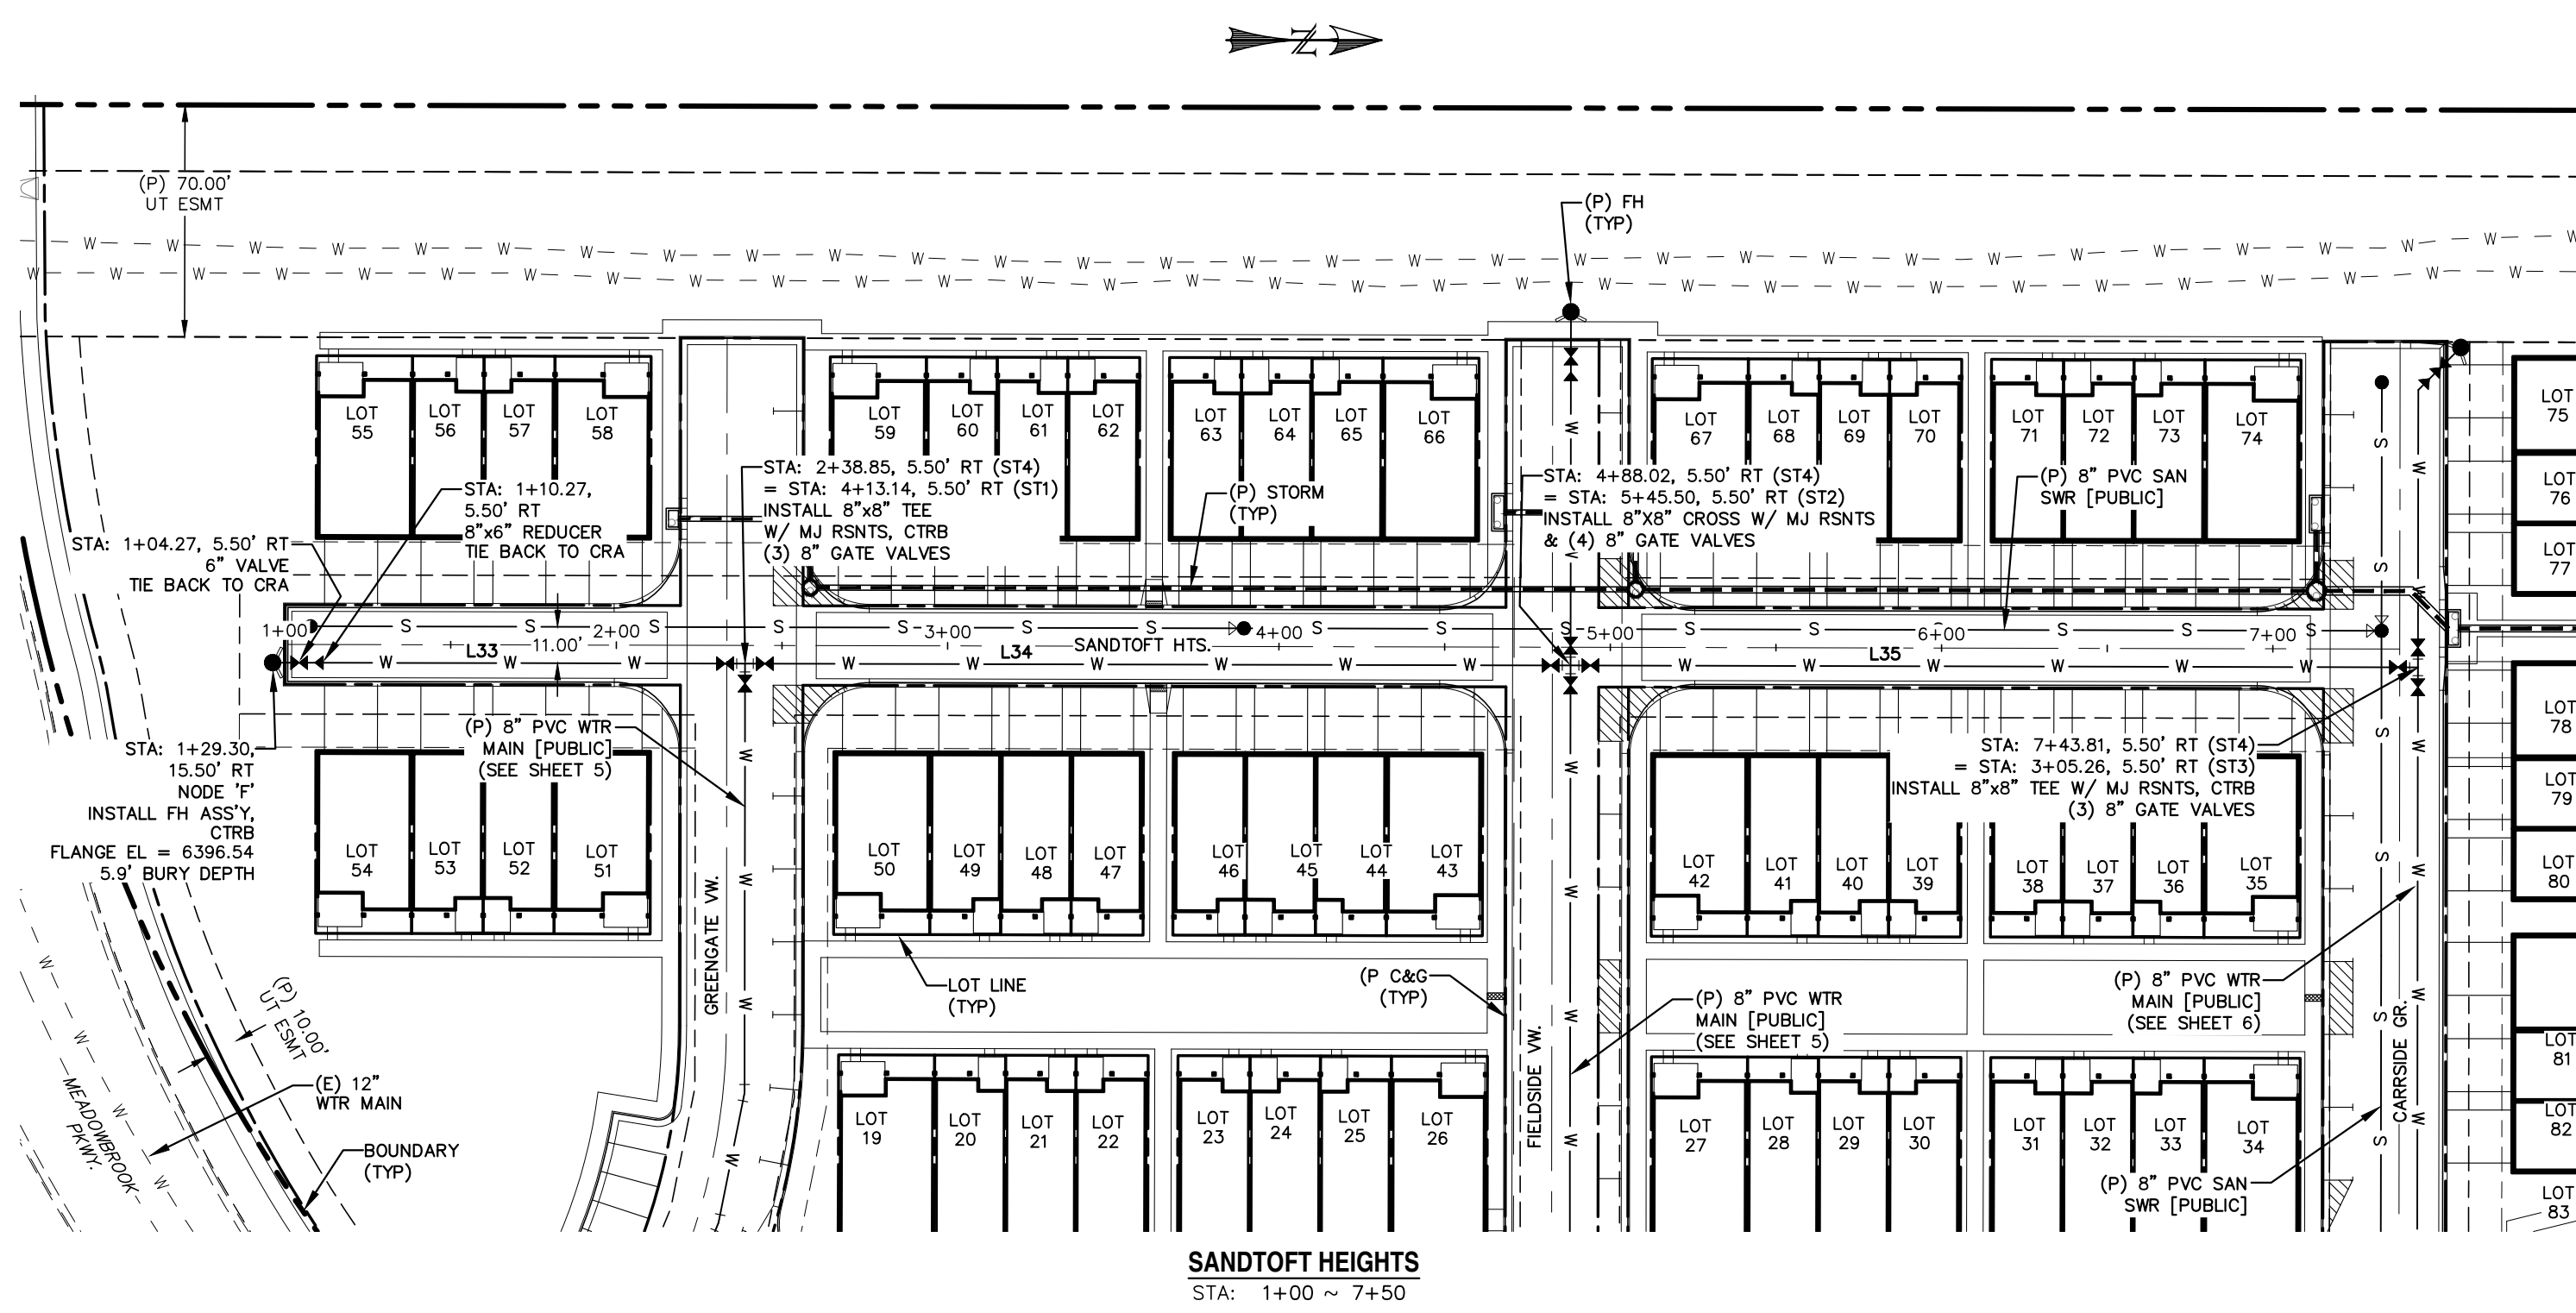 N
(P) 70.00'
UT ESMT
(P) FH
(TYP)
LOT
55
LOT
56
LOT
57
LOT
58
LOT
59
LOT
60
LOT
61
LOT
62
LOT
63
LOT
64
LOT
65
LOT
66
LOT
67
LOT
68
LOT
69
LOT
70
LOT
71
LOT
72
LOT
73
LOT
74
LOT
75
LOT
76
LOT
77
STA: 1+10.27,
5.50' RT
8"x6" REDUCER
TIE BACK TO CRA
STA: 1+04.27, 5.50' RT
6" VALVE
TIE BACK TO CRA
STA: 2+38.85, 5.50' RT (ST4)
= STA: 4+13.14, 5.50' RT (ST1)
INSTALL 8"x8" TEE
W/ MJ RSNTS, CTRB
(3) 8" GATE VALVES
(P) STORM
(TYP)
STA: 4+88.02, 5.50' RT (ST4)
= STA: 5+45.50, 5.50' RT (ST2)
INSTALL 8"X8" CROSS W/ MJ RSNTS
& (4) 8" GATE VALVES
(P) 8" PVC SAN
SWR [PUBLIC]
1+00
2+00
3+00
4+00
5+00
6+00
7+00
L33
11.00'
L34
SANDTOFT HTS.
L35
STA: 1+29.30,
15.50' RT
NODE 'F'
INSTALL FH ASS'Y,
CTRB
FLANGE EL = 6396.54
5.9' BURY DEPTH
(P) 8" PVC WTR
MAIN [PUBLIC]
(SEE SHEET 5)
STA: 7+43.81, 5.50' RT (ST4)
= STA: 3+05.26, 5.50' RT (ST3)
INSTALL 8"x8" TEE W/ MJ RSNTS, CTRB
(3) 8" GATE VALVES
LOT
54
LOT
53
LOT
52
LOT
51
LOT
50
LOT
49
LOT
48
LOT
47
LOT
46
LOT
45
LOT
44
LOT
43
LOT
42
LOT
41
LOT
40
LOT
39
LOT
38
LOT
37
LOT
36
LOT
35
LOT
78
LOT
79
LOT
80
GREENGATE VW.
FIELDSIDE VW.
CARRSIDE GR.
LOT LINE
(TYP)
(P C&G
(TYP)
(P) 8" PVC WTR
MAIN [PUBLIC]
(SEE SHEET 5)
(P) 8" PVC WTR
MAIN [PUBLIC]
(SEE SHEET 6)
(P) 10.00'
UT ESMT
(E) 12"
WTR MAIN
MEADOWBROOK
PKWY.
BOUNDARY
(TYP)
LOT
19
LOT
20
LOT
21
LOT
22
LOT
23
LOT
24
LOT
25
LOT
26
LOT
27
LOT
28
LOT
29
LOT
30
LOT
31
LOT
32
LOT
33
LOT
34
LOT
81
LOT
82
LOT
83
(P) 8" PVC SAN
SWR [PUBLIC]
SANDTOFT HEIGHTS
STA: 1+00 ~ 7+50